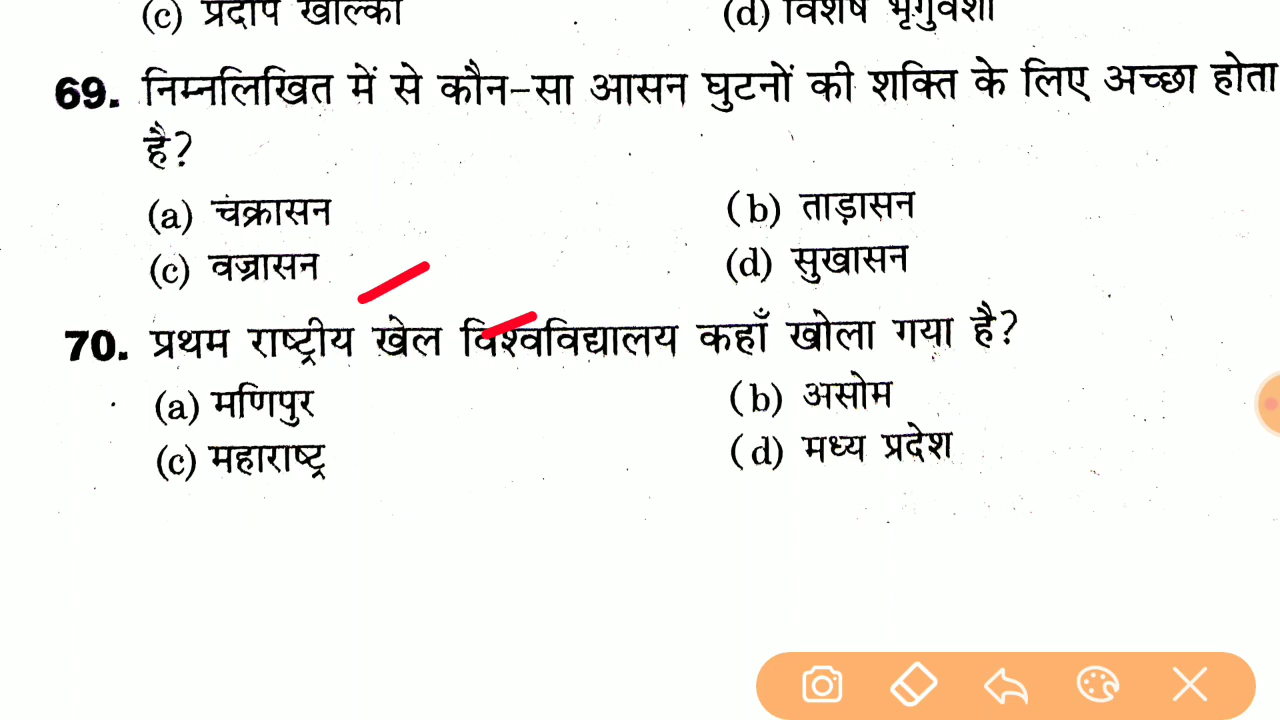 (c) प्रदीप खोल्का (d) विशेष भृगुवंशी
69. निम्नलिखित में से कौन-सा आसन घुटनों की शक्ति के लिए अच्छा होता
है?
(a) चक्रासन (b) ताड़ासन
(c) वज्रासन (d) सुखासन
70. प्रथम राष्ट्रीय खेल विश्वविद्यालय कहाँ खोला गया है?
(a) मणिपुर (b) असोम
(c) महाराष्ट्र (d) मध्य प्रदेश